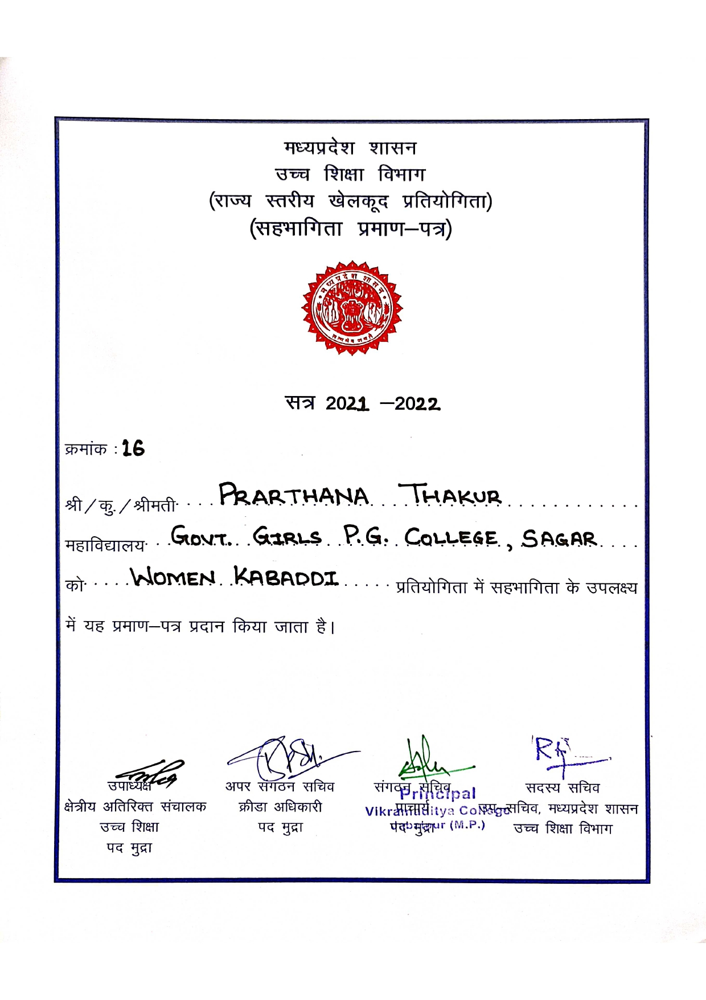 मध्यप्रदेश शासन
उच्च शिक्षा विभाग
(राज्य स्तरीय खेलकूद प्रतियोगिता)
(सहभागिता प्रमाण–पत्र)
मध्यप्रदेश शासन
सत्यमेव जयते
सत्र 2021 –2022
क्रमांक : 16
श्री / कु. / श्रीमती PRARTHANA THAKUR
महाविद्यालय GOVT. GIRLS P.G. COLLEGE, SAGAR
को WOMEN KABADDI प्रतियोगिता में सहभागिता के उपलक्ष्य
में यह प्रमाण–पत्र प्रदान किया जाता है।
उपाध्यक्ष अपर संगठन सचिव संगठन सचिव सदस्य सचिव
Principal
क्षेत्रीय अतिरिक्त संचालक क्रीडा अधिकारी प्राचार्य उप–सचिव, मध्यप्रदेश शासन
Vikramaditya College
उच्च शिक्षा पद मुद्रा पद मुद्रा उच्च शिक्षा विभाग
Jabalpur (M.P.)
पद मुद्रा